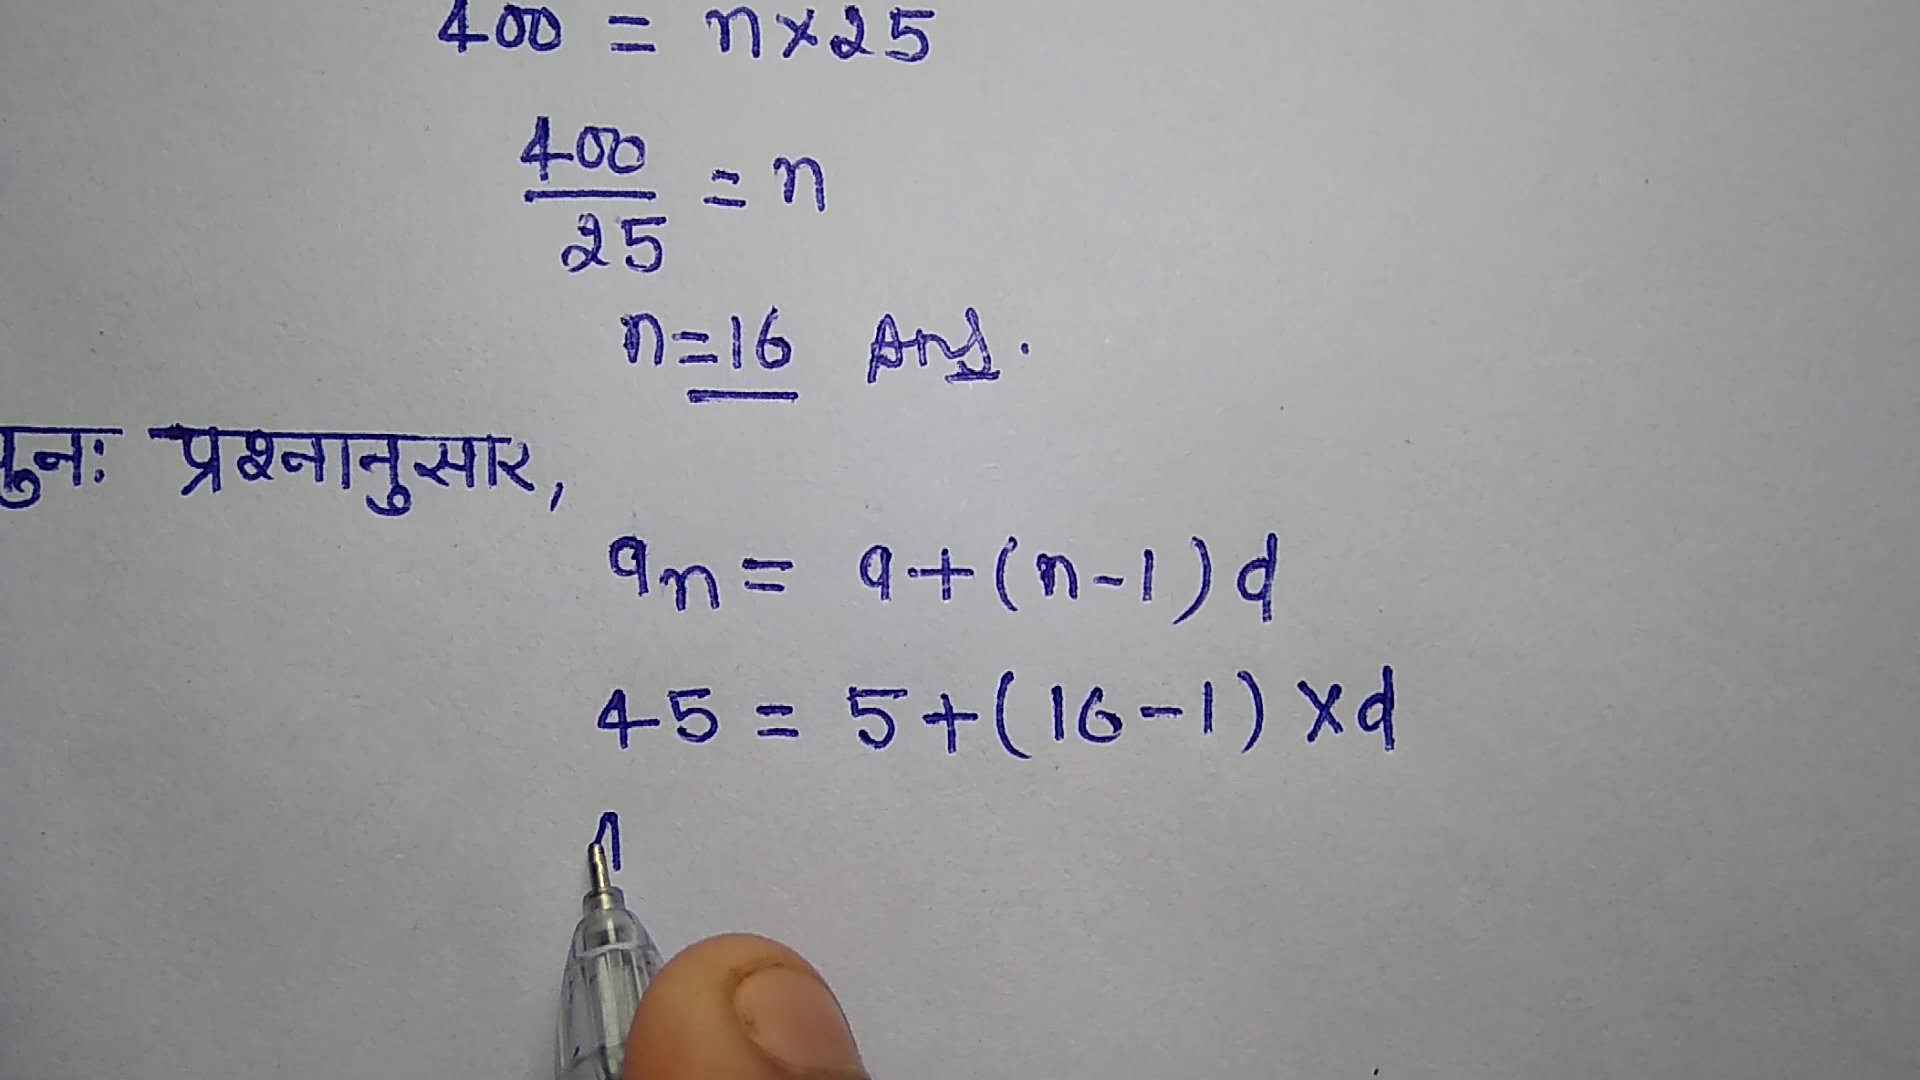 400 = n×25
400
25
= n
n=16 Ans.
पुनः प्रश्नानुसार,
an = a+(n-1)d
45 = 5+(16-1)×d